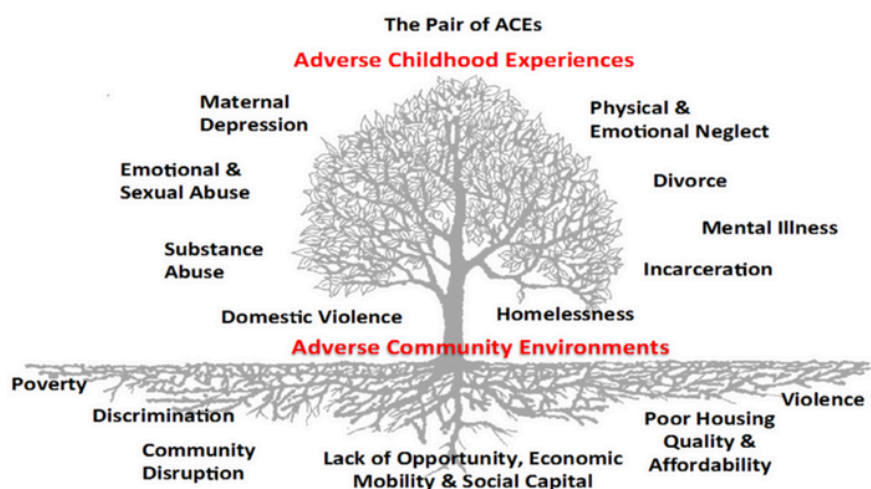 The Pair of ACEs
Adverse Childhood Experiences
Maternal
Depression
Physical &
Emotional Neglect
Emotional &
Sexual Abuse
Divorce
Mental Illness
Substance
Abuse
Incarceration
Domestic Violence
Homelessness
Adverse Community Environments
Poverty
Violence
Discrimination
Poor Housing
Quality &
Affordability
Community
Disruption
Lack of Opportunity, Economic
Mobility & Social Capital